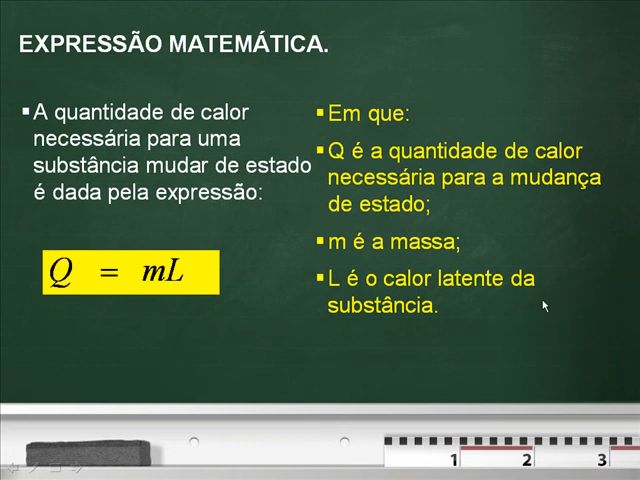 EXPRESSÃO MATEMÁTICA.
▪A quantidade de calor
necessária para uma
substância mudar de estado
é dada pela expressão:
Q = mL
▪Em que:
▪Q é a quantidade de calor
necessária para a mudança
de estado;
▪m é a massa;
▪L é o calor latente da
substância.
1 2 3